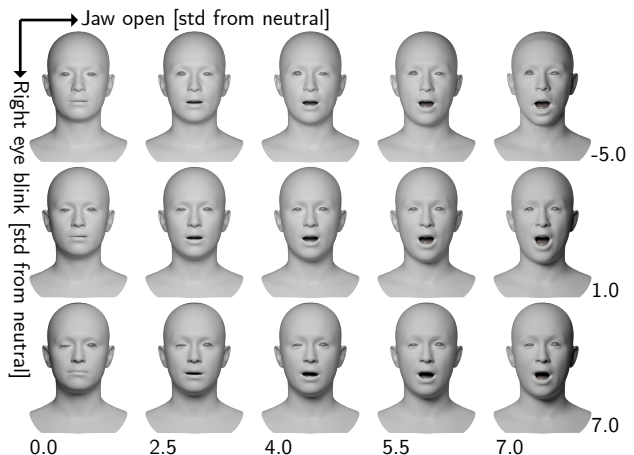 Jaw open [std from neutral]
Right eye blink [std from neutral]
-5.0
1.0
7.0
0.0 2.5 4.0 5.5 7.0